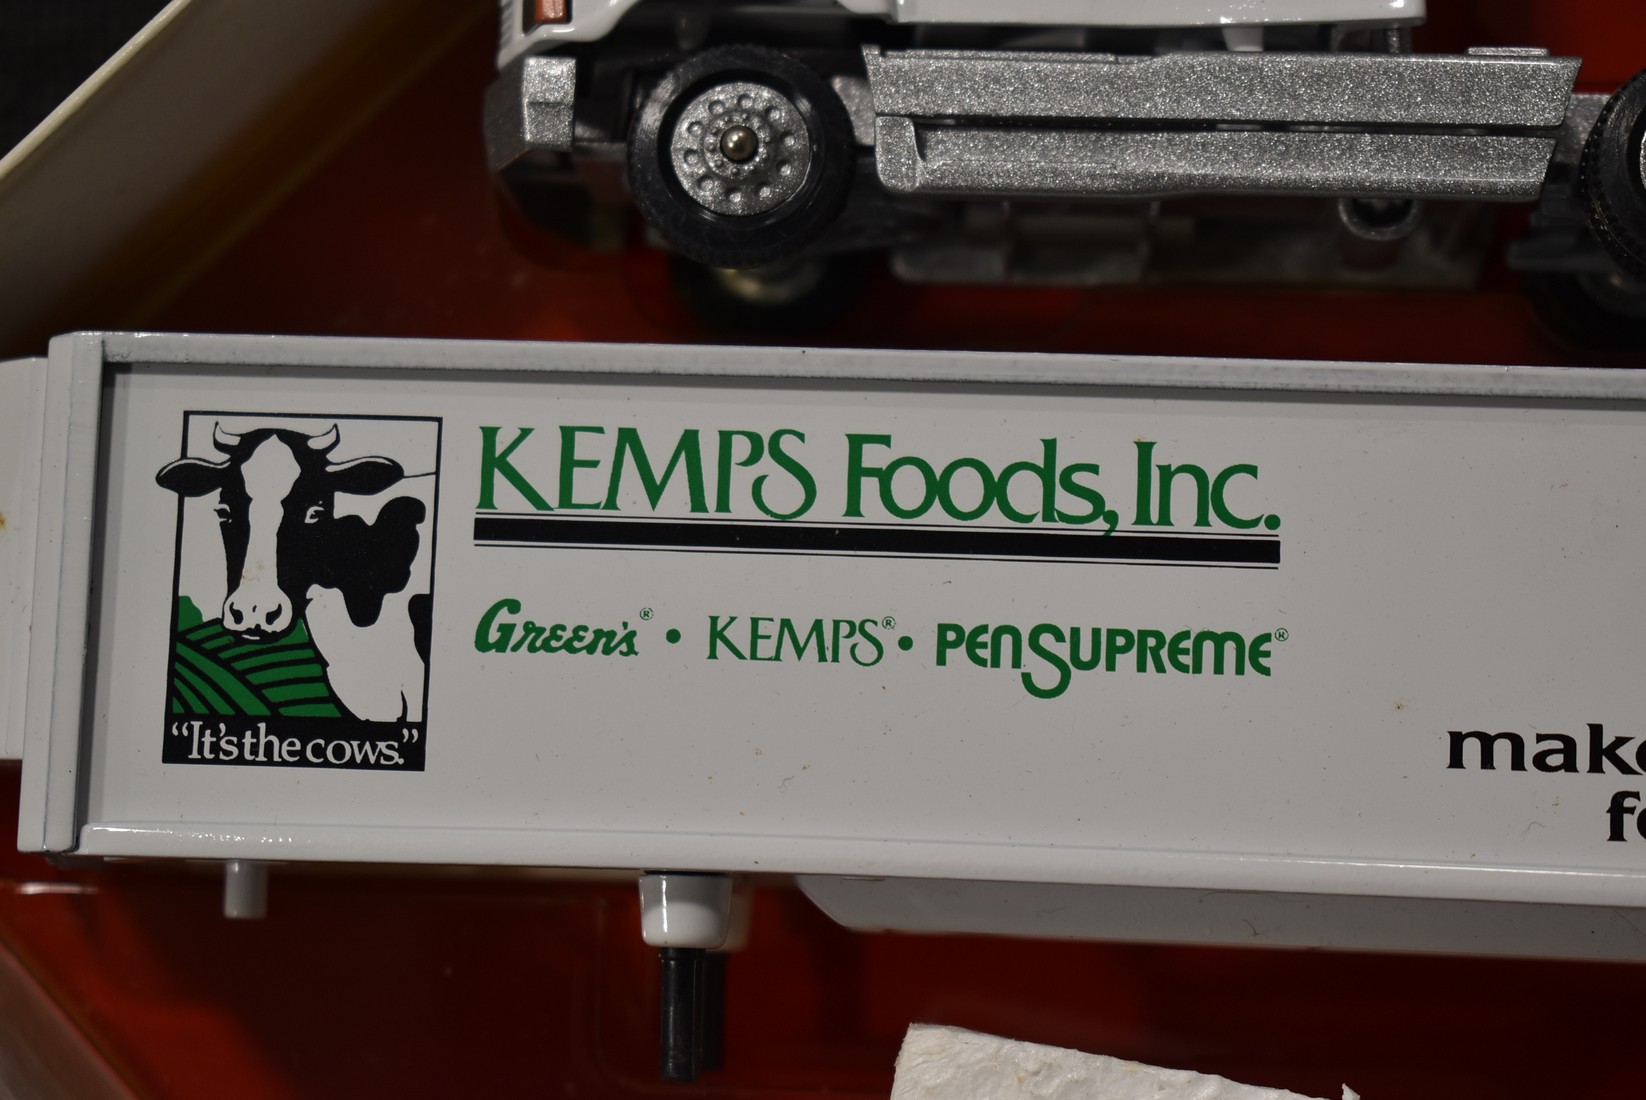 KEMPS Foods, Inc.
Green's® • KEMPS® • PENSUPREME®
"It's the cows."